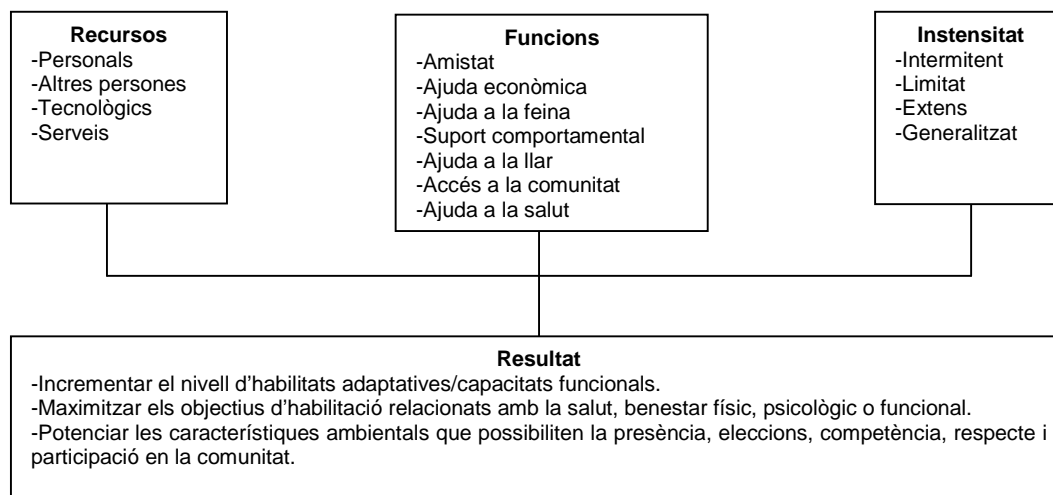 Recursos
-Personals
-Altres persones
-Tecnològics
-Serveis
Funcions
-Amistat
-Ajuda econòmica
-Ajuda a la feina
-Suport comportamental
-Ajuda a la llar
-Accés a la comunitat
-Ajuda a la salut
Instensitat
-Intermitent
-Limitat
-Extens
-Generalitzat
Resultat
-Incrementar el nivell d’habilitats adaptatives/capacitats funcionals.
-Maximitzar els objectius d’habilitació relacionats amb la salut, benestar físic, psicològic o funcional.
-Potenciar les característiques ambientals que possibiliten la presència, eleccions, competència, respecte i
participació en la comunitat.